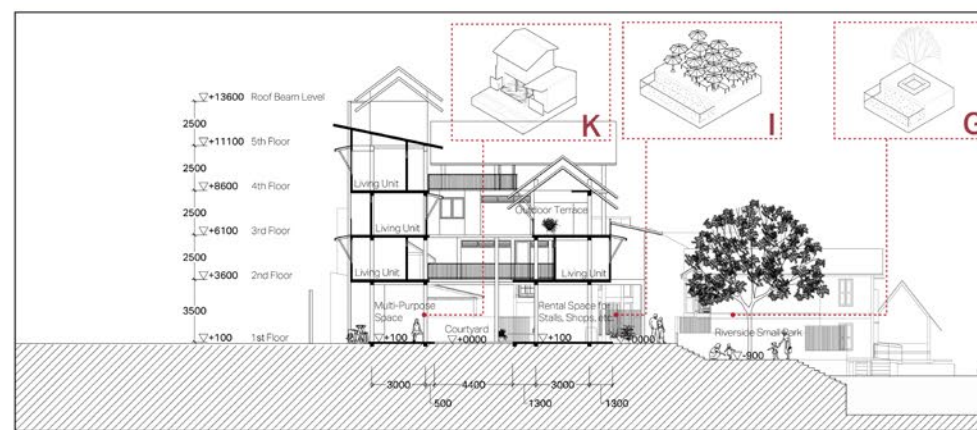 K
I
G
+13600 Roof Beam Level
2500
+11100 5th Floor
2500
+8600 4th Floor
2500
+6100 3rd Floor
2500
+3600 2nd Floor
3500
+100 1st Floor
Living Unit
Living Unit
Outdoor Terrace
Living Unit
Living Unit
Multi-Purpose
Space
+100
Courtyard
+0000
Rental Space for
Stalls, Shops, etc.
+100
+0000
Riverside Small Park
-900
3000
4400
3000
500
1300
1300